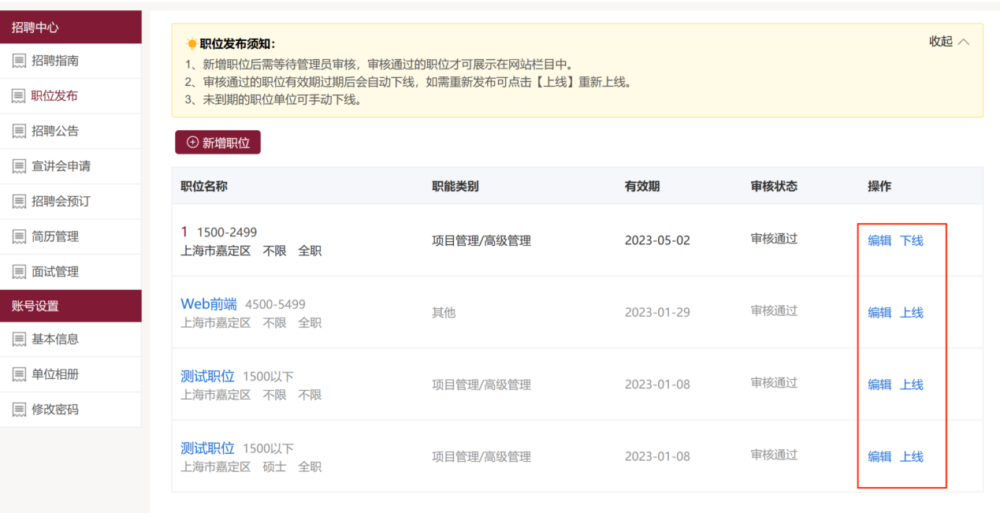 招聘中心
招聘指南
职位发布
招聘公告
宣讲会申请
招聘会预订
简历管理
面试管理
账号设置
基本信息
单位相册
修改密码
职位发布须知：
收起
1、新增职位后需等待管理员审核，审核通过的职位才可展示在网站栏目中。
2、审核通过的职位有效期过期后会自动下线，如需重新发布可点击【上线】重新上线。
3、未到期的职位单位可手动下线。
新增职位
职位名称 职能类别 有效期 审核状态 操作
1 1500-2499
上海市嘉定区 不限 全职
项目管理/高级管理 2023-05-02 审核通过 编辑 下线
Web前端 4500-5499
上海市嘉定区 不限 全职
其他 2023-01-29 审核通过 编辑 上线
测试职位 1500以下
上海市嘉定区 不限 不限
项目管理/高级管理 2023-01-08 审核通过 编辑 上线
测试职位 1500以下
上海市嘉定区 硕士 全职
项目管理/高级管理 2023-01-08 审核通过 编辑 上线